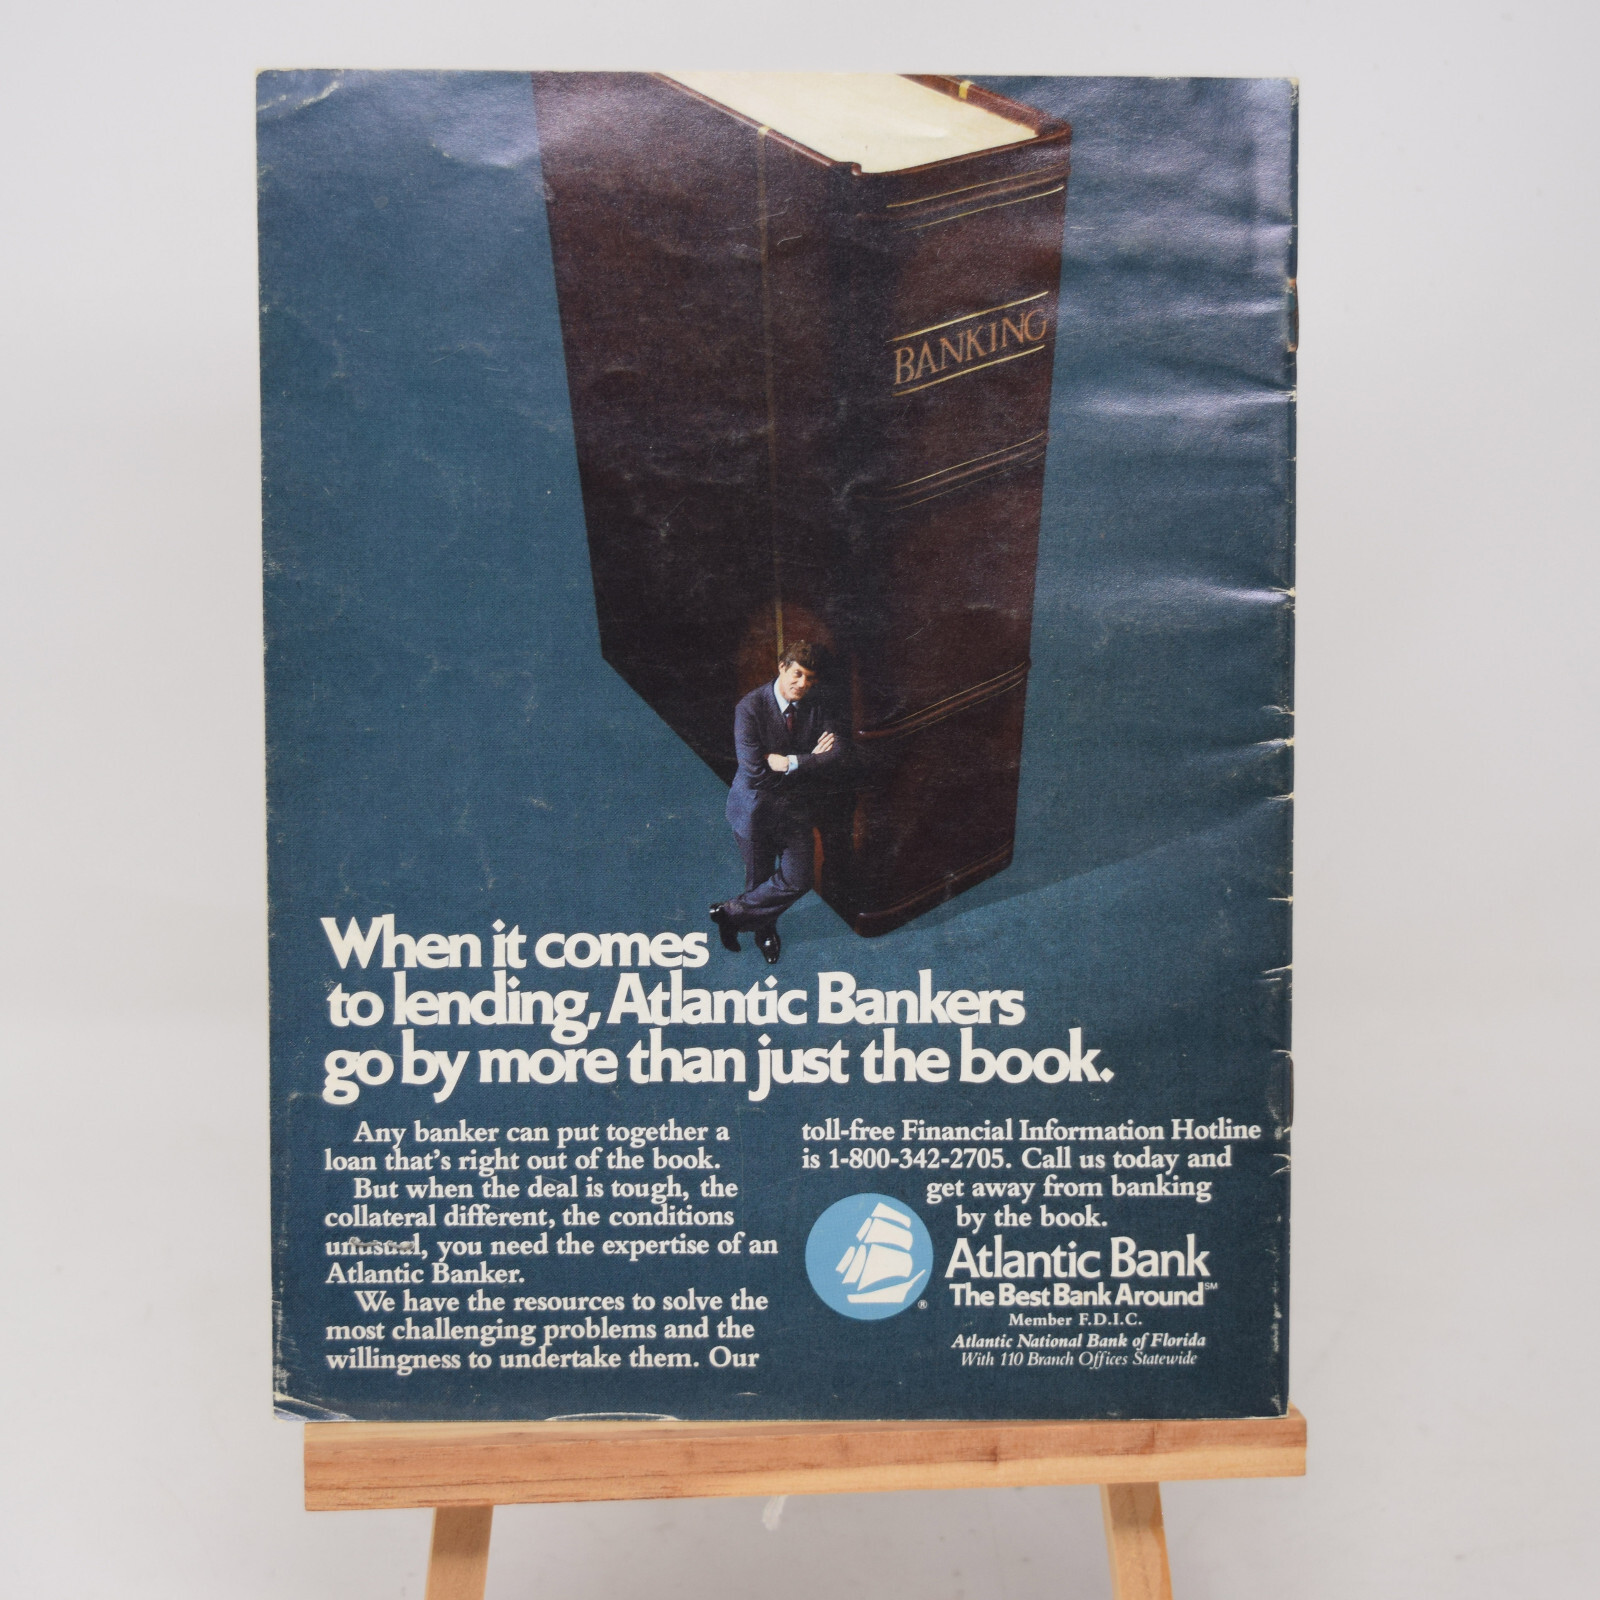 BANKING
When it comes
to lending, Atlantic Bankers
go by more than just the book.
Any banker can put together a
loan that's right out of the book.
But when the deal is tough, the
collateral different, the conditions
unusual, you need the expertise of an
Atlantic Banker.
We have the resources to solve the
most challenging problems and the
willingness to undertake them. Our
toll-free Financial Information Hotline
is 1-800-342-2705. Call us today and
get away from banking
by the book.
®
Atlantic Bank
The Best Bank Around℠
Member F.D.I.C.
Atlantic National Bank of Florida
With 110 Branch Offices Statewide